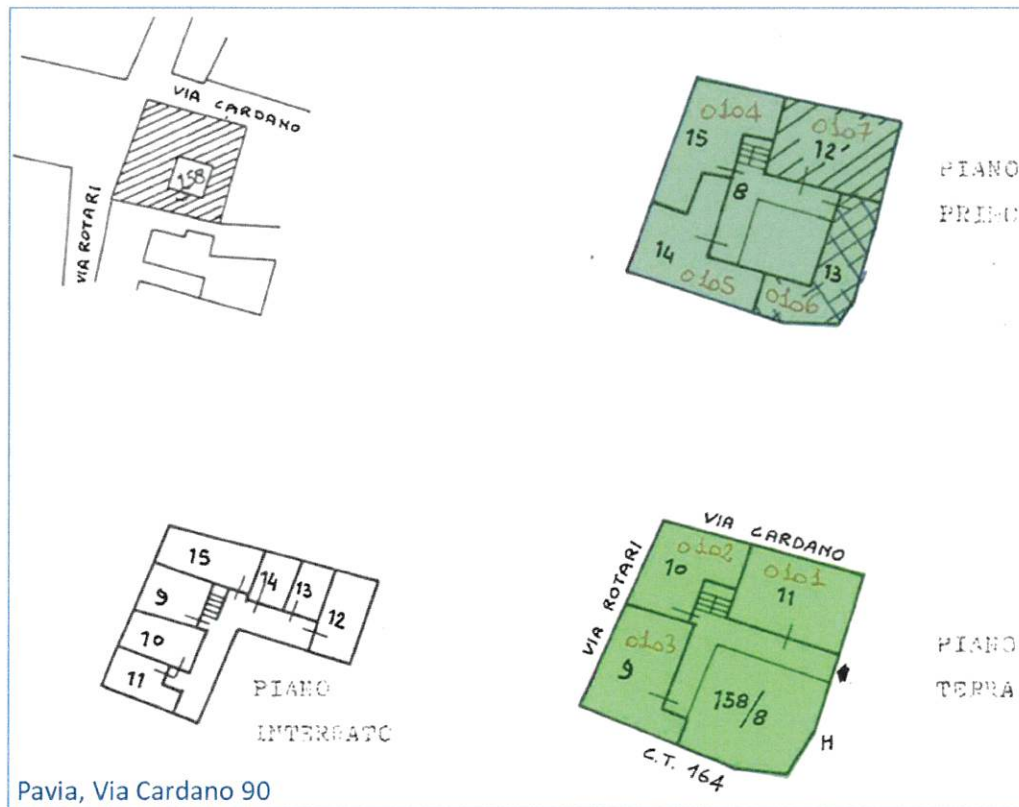 VIA CARDANO
158
VIA ROTARI
0104
15
0107
12'
8
14
0105
13
0106
PIANO
PRIMO
15
14
13
12
9
10
11
PIANO
INTERRATO
VIA CARDANO
VIA ROTARI
0102
10
0101
11
0103
9
158/8
H
C.T. 164
PIANO
TERRA
Pavia, Via Cardano 90